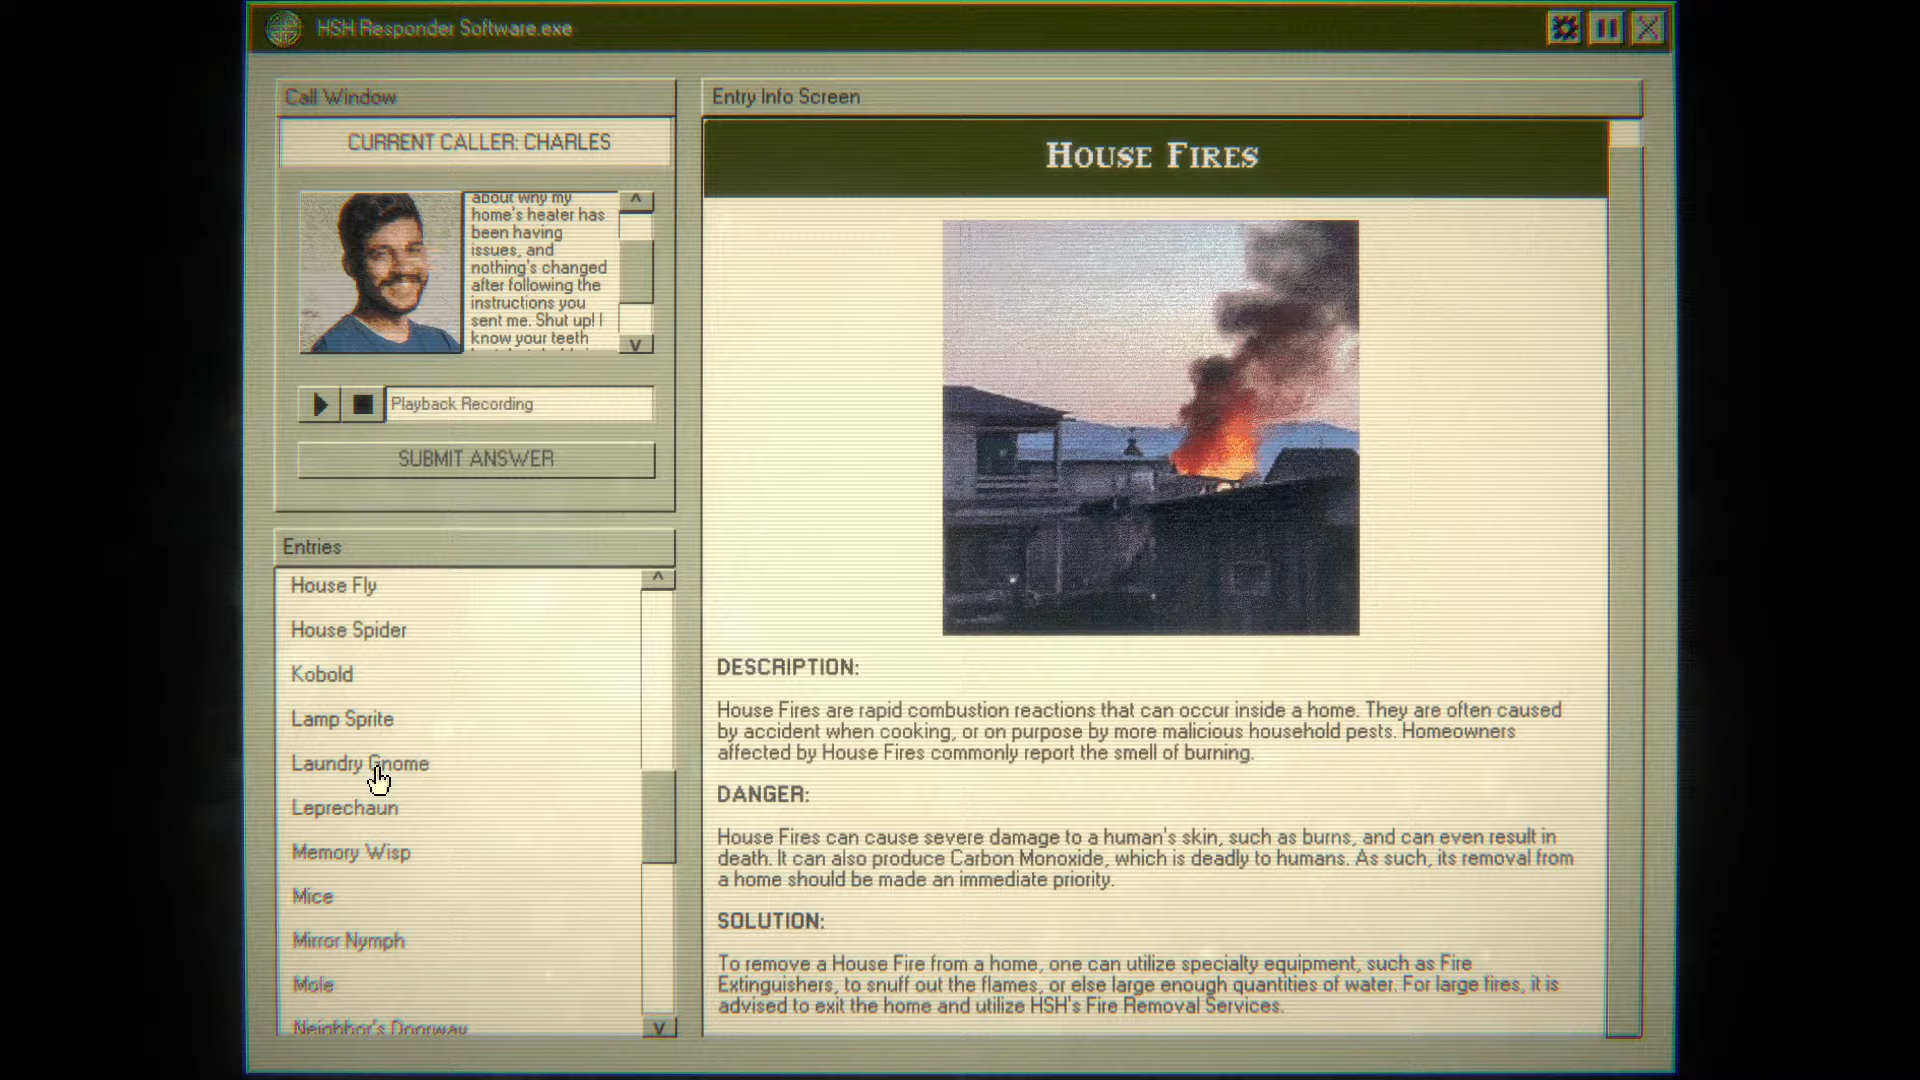 HSH Responder Software.exe
Call Window
CURRENT CALLER: CHARLES
about why my
home's heater has
been having
issues, and
nothing's changed
after following the
instructions you
sent me. Shut up! I
know your teeth
Playback Recording
SUBMIT ANSWER
Entries
House Fly
House Spider
Kobold
Lamp Sprite
Laundry Gnome
Leprechaun
Memory Wisp
Mice
Mirror Nymph
Mole
Neighbor's Doorway
Entry Info Screen
HOUSE FIRES
DESCRIPTION:
House Fires are rapid combustion reactions that can occur inside a home. They are often caused
by accident when cooking, or on purpose by more malicious household pests. Homeowners
affected by House Fires commonly report the smell of burning.
DANGER:
House Fires can cause severe damage to a human's skin, such as burns, and can even result in
death. It can also produce Carbon Monoxide, which is deadly to humans. As such, its removal from
a home should be made an immediate priority.
SOLUTION:
To remove a House Fire from a home, one can utilize specialty equipment, such as Fire
Extinguishers, to snuff out the flames, or else large enough quantities of water. For large fires, it is
advised to exit the home and utilize HSH's Fire Removal Services.